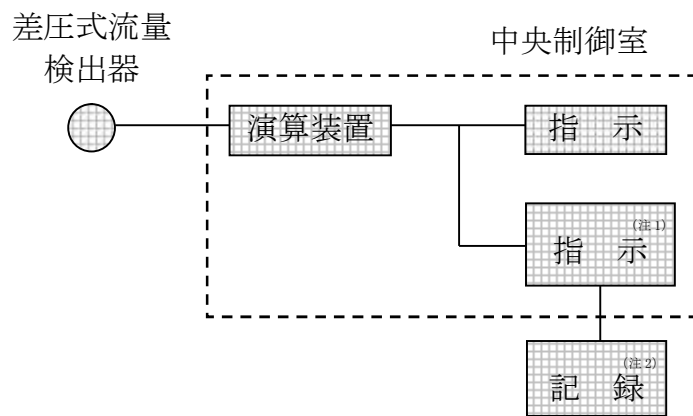 差圧式流量
検出器
中央制御室
演算装置
指 示
(注1)
指 示
(注2)
記 録